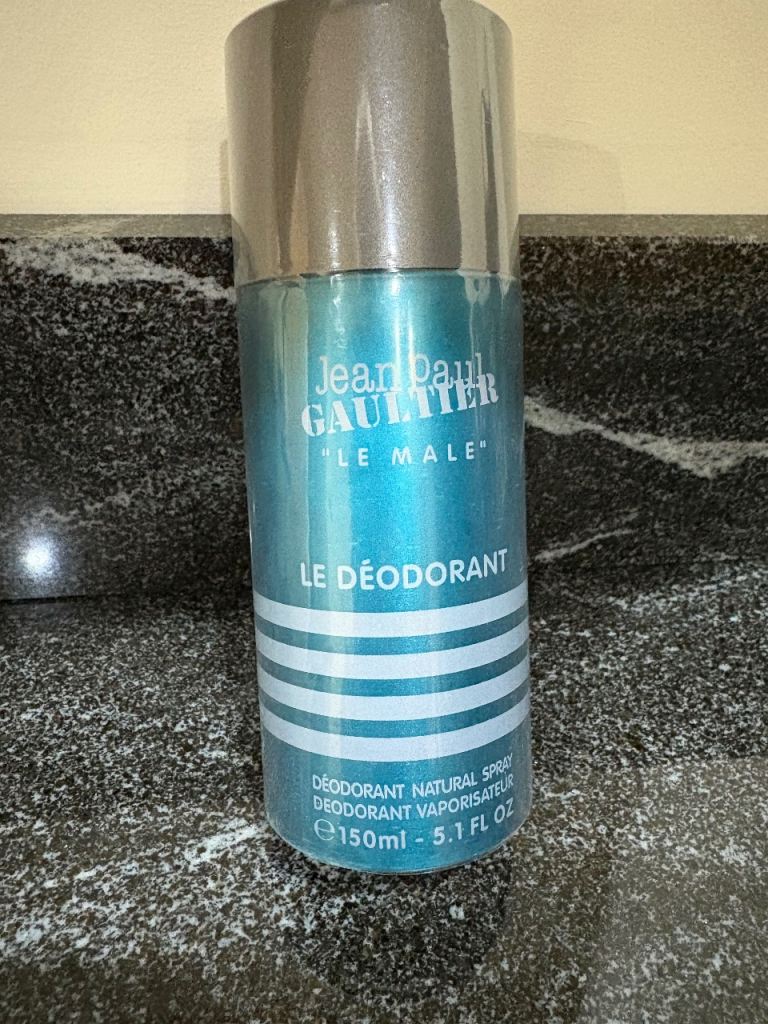 Jean Paul
GAULTIER
"LE MALE"
LE DÉODORANT
DÉODORANT NATURAL SPRAY
DEODORANT VAPORISATEUR
℮150ml - 5.1 FL OZ